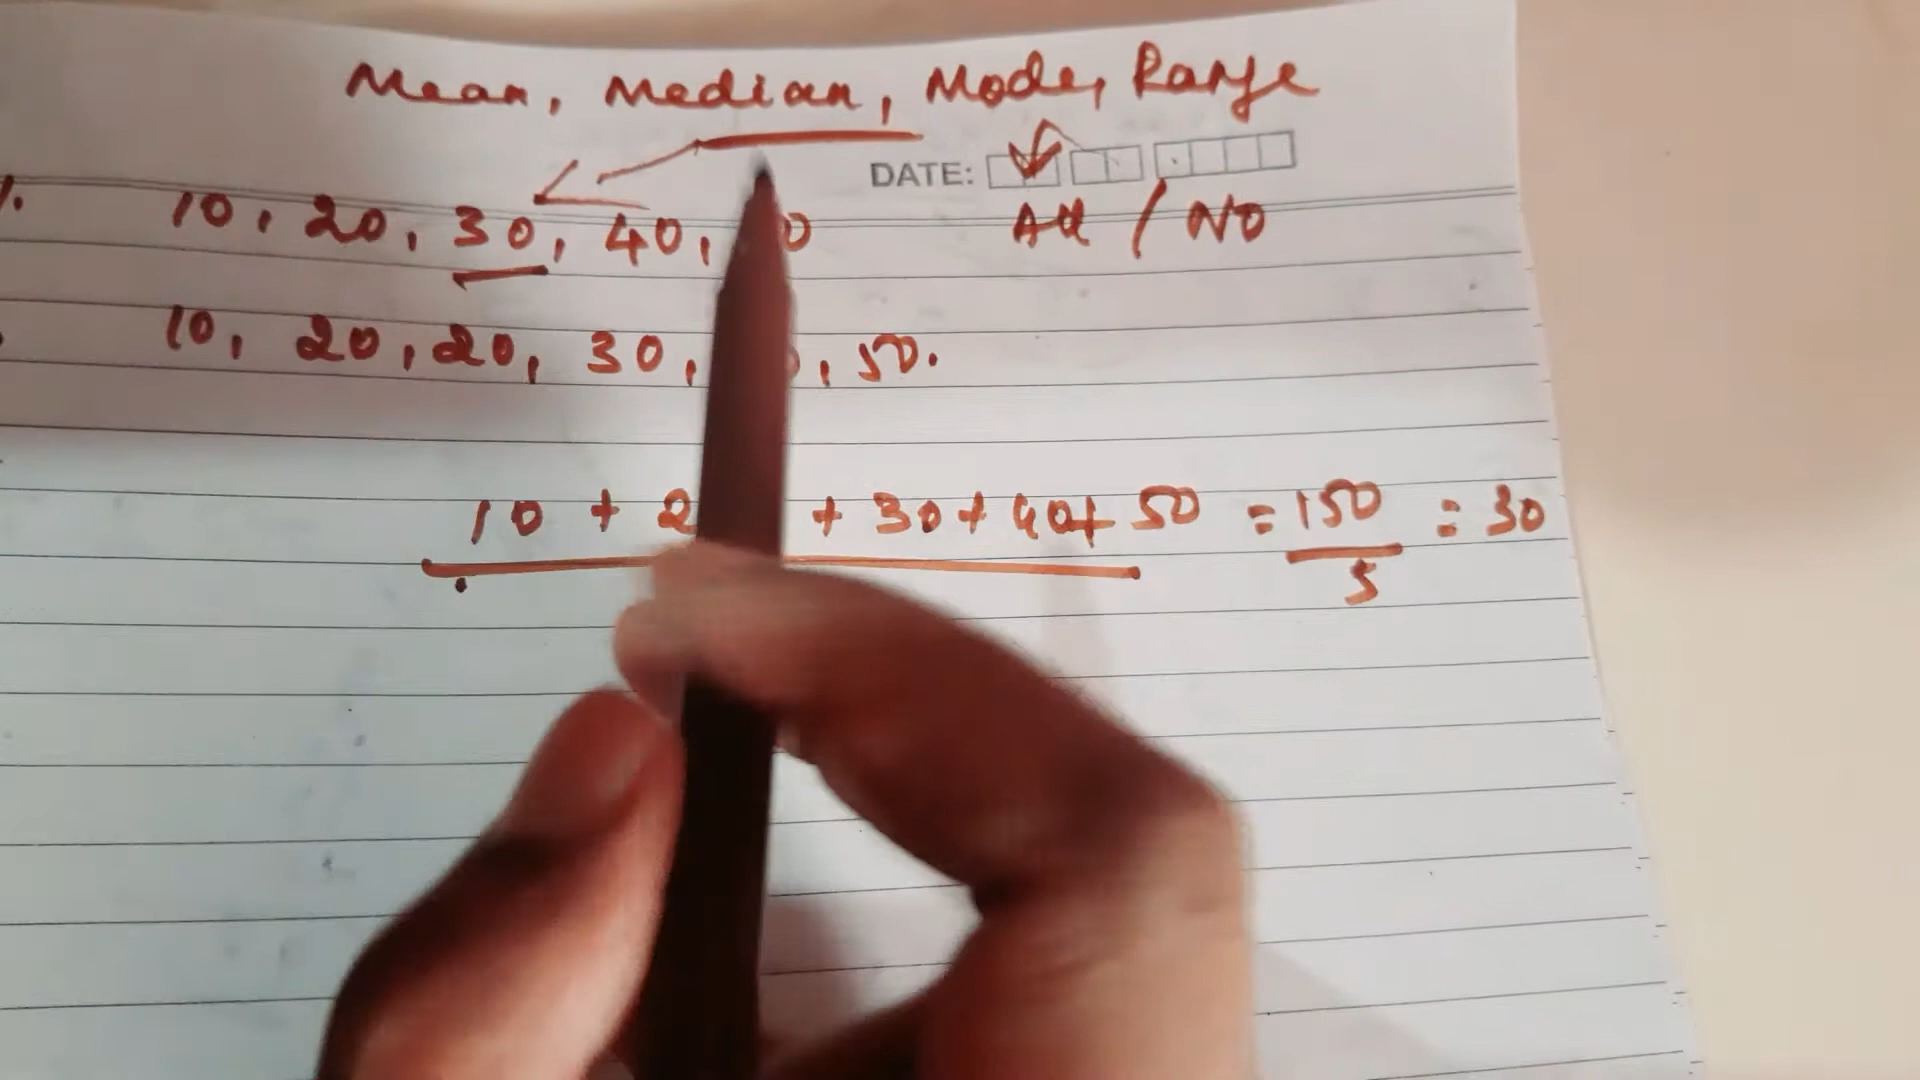 Mean, Median, Mode, Range
DATE:
All / NO
1. 10, 20, 30, 40,
10, 20, 20, 30, , 50.
10 + + 30 + 40 + 50 = 150 = 30
5